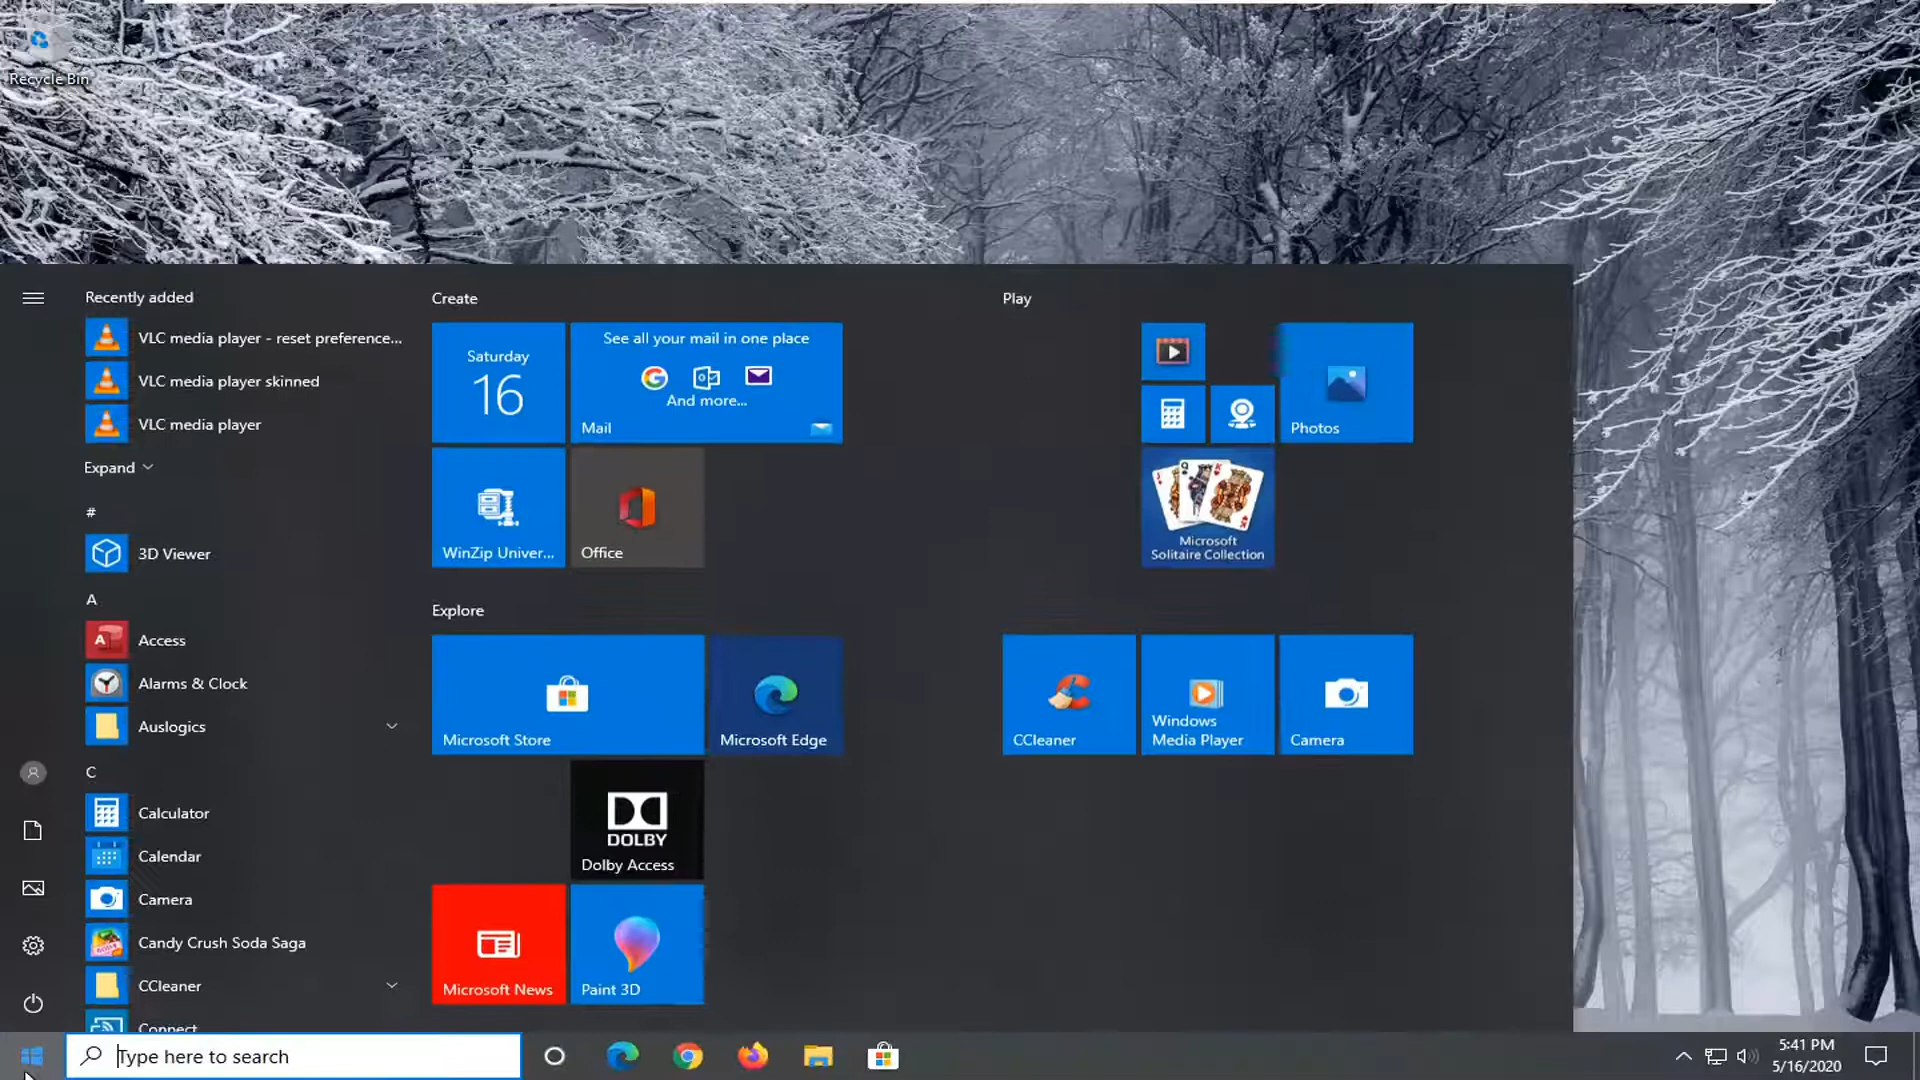 Recycle Bin
Recently added
VLC media player - reset preference...
VLC media player skinned
VLC media player
Expand
#
3D Viewer
A
Access
Alarms & Clock
Auslogics
C
Calculator
Calendar
Camera
Candy Crush Soda Saga
CCleaner
Connect
Create
Saturday
16
See all your mail in one place
And more...
Mail
WinZip Univer...
Office
Explore
Microsoft Store
Microsoft Edge
DOLBY
Dolby Access
Microsoft News
Paint 3D
Play
Photos
Microsoft
Solitaire Collection
CCleaner
Windows
Media Player
Camera
Type here to search
5:41 PM
5/16/2020